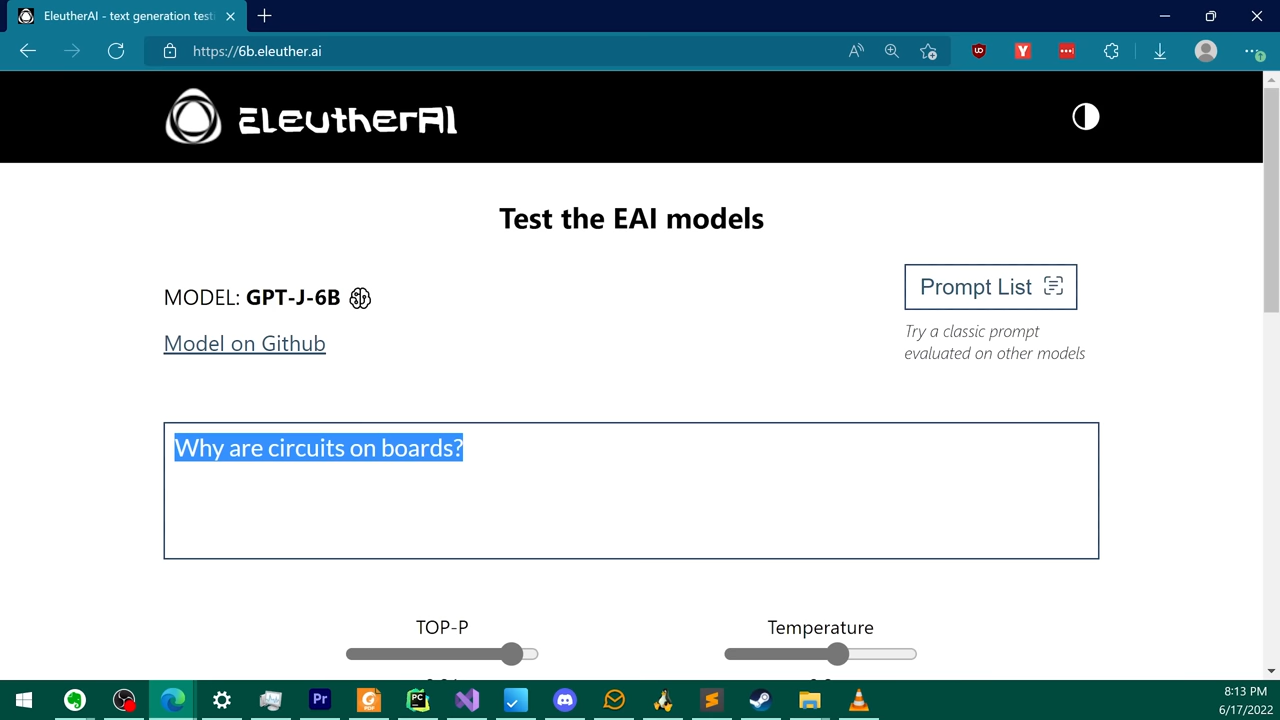 EleutherAI - text generation testi
https://6b.eleuther.ai
EleutherAI
Test the EAI models
MODEL: GPT-J-6B
Prompt List
Model on Github
Try a classic prompt
evaluated on other models
Why are circuits on boards?
TOP-P
Temperature
8:13 PM
6/17/2022